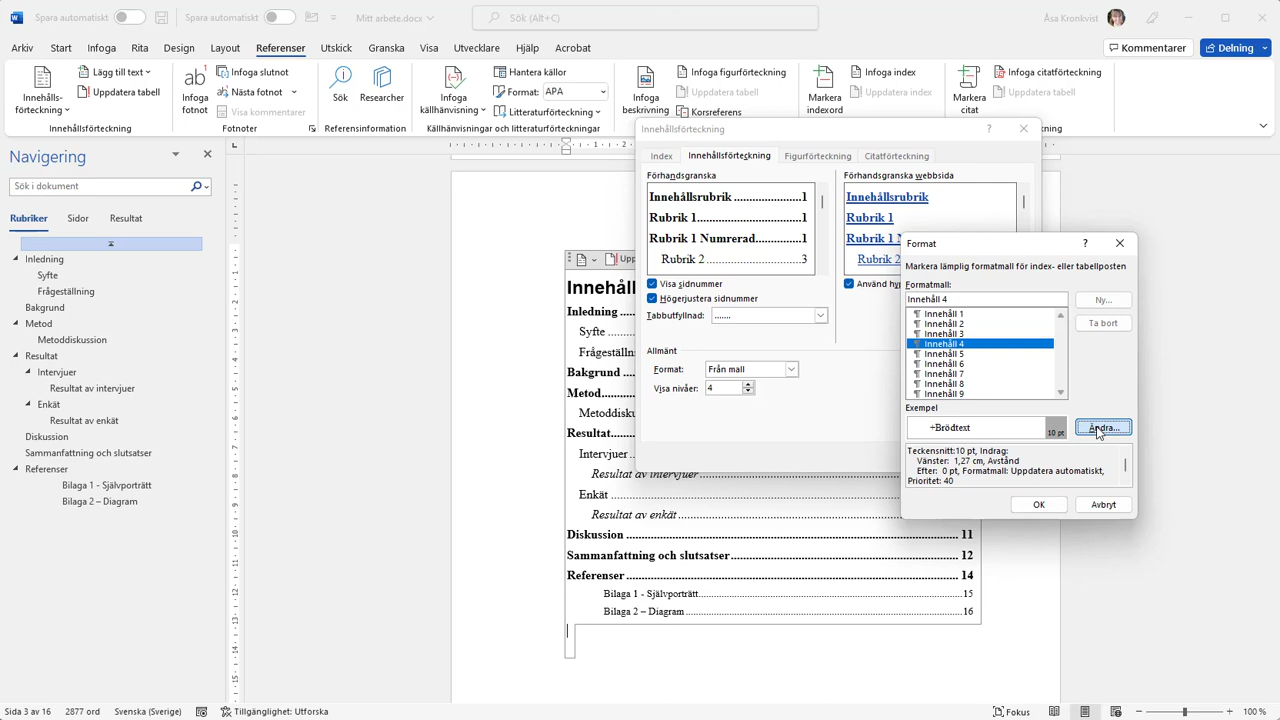 Spara automatiskt
Spara automatiskt
Mitt arbete.docx
Sök (Alt+C)
Åsa Kronkvist
Arkiv
Start
Infoga
Rita
Design
Layout
Referenser
Utskick
Granska
Visa
Utvecklare
Hjälp
Acrobat
Kommentarer
Delning
Innehålls-
förteckning
Lägg till text
Uppdatera tabell
Innehållsförteckning
ab
Infoga
fotnot
Infoga slutnot
Nästa fotnot
Visa kommentarer
Fotnoter
Sök
Researcher
Referensinformation
Infoga
källhänvisning
Hantera källor
Format: APA
Litteraturförteckning
Källhänvisningar och litteraturförteckningar
Infoga
beskrivning
Infoga figurförteckning
Uppdatera tabell
Korsreferens
Markera
indexord
Infoga index
Uppdatera index
Markera
citat
Infoga citatförteckning
Uppdatera tabell
Navigering
Sök i dokument
Rubriker
Sidor
Resultat
Inledning
Syfte
Frågeställning
Bakgrund
Metod
Metoddiskussion
Resultat
Intervjuer
Resultat av intervjuer
Enkät
Resultat av enkät
Diskussion
Sammanfattning och slutsatser
Referenser
Bilaga 1 - Självporträtt
Bilaga 2 – Diagram
1
2
Upp
Innehå
Inledning
Syfte
Frågeställn
Bakgrund
Metod
Metoddisku
Resultat
Intervjuer
Resultat av intervjuer
Enkät
Resultat av enkät
Diskussion 11
Sammanfattning och slutsatser 12
Referenser 14
Bilaga 1 - Självporträtt 15
Bilaga 2 – Diagram 16
Innehållsförteckning
?
Index
Innehållsförteckning
Figurförteckning
Citatförteckning
Förhandsgranska
Innehållsrubrik ......................1
Rubrik 1..............................1
Rubrik 1 Numrerad............1
Rubrik 2 ..........................3
Visa sidnummer
Högerjustera sidnummer
Tabbutfyllnad: .......
Förhandsgranska webbsida
Innehållsrubrik
Rubrik 1
Rubrik 1 N
Rubrik 2
Använd hy
Allmänt
Format: Från mall
Visa nivåer: 4
Format
?
Markera lämplig formatmall för index- eller tabellposten
Formatmall:
Innehåll 4
Innehåll 1
Innehåll 2
Innehåll 3
Innehåll 4
Innehåll 5
Innehåll 6
Innehåll 7
Innehåll 8
Innehåll 9
Ny...
Ta bort
Exempel
+Brödtext
10 pt
Ändra...
Teckensnitt:10 pt, Indrag:
Vänster: 1,27 cm, Avstånd
Efter: 0 pt, Formatmall: Uppdatera automatiskt,
Prioritet: 40
OK
Avbryt
Sida 3 av 16
2877 ord
Svenska (Sverige)
Tillgänglighet: Utforska
Fokus
100 %